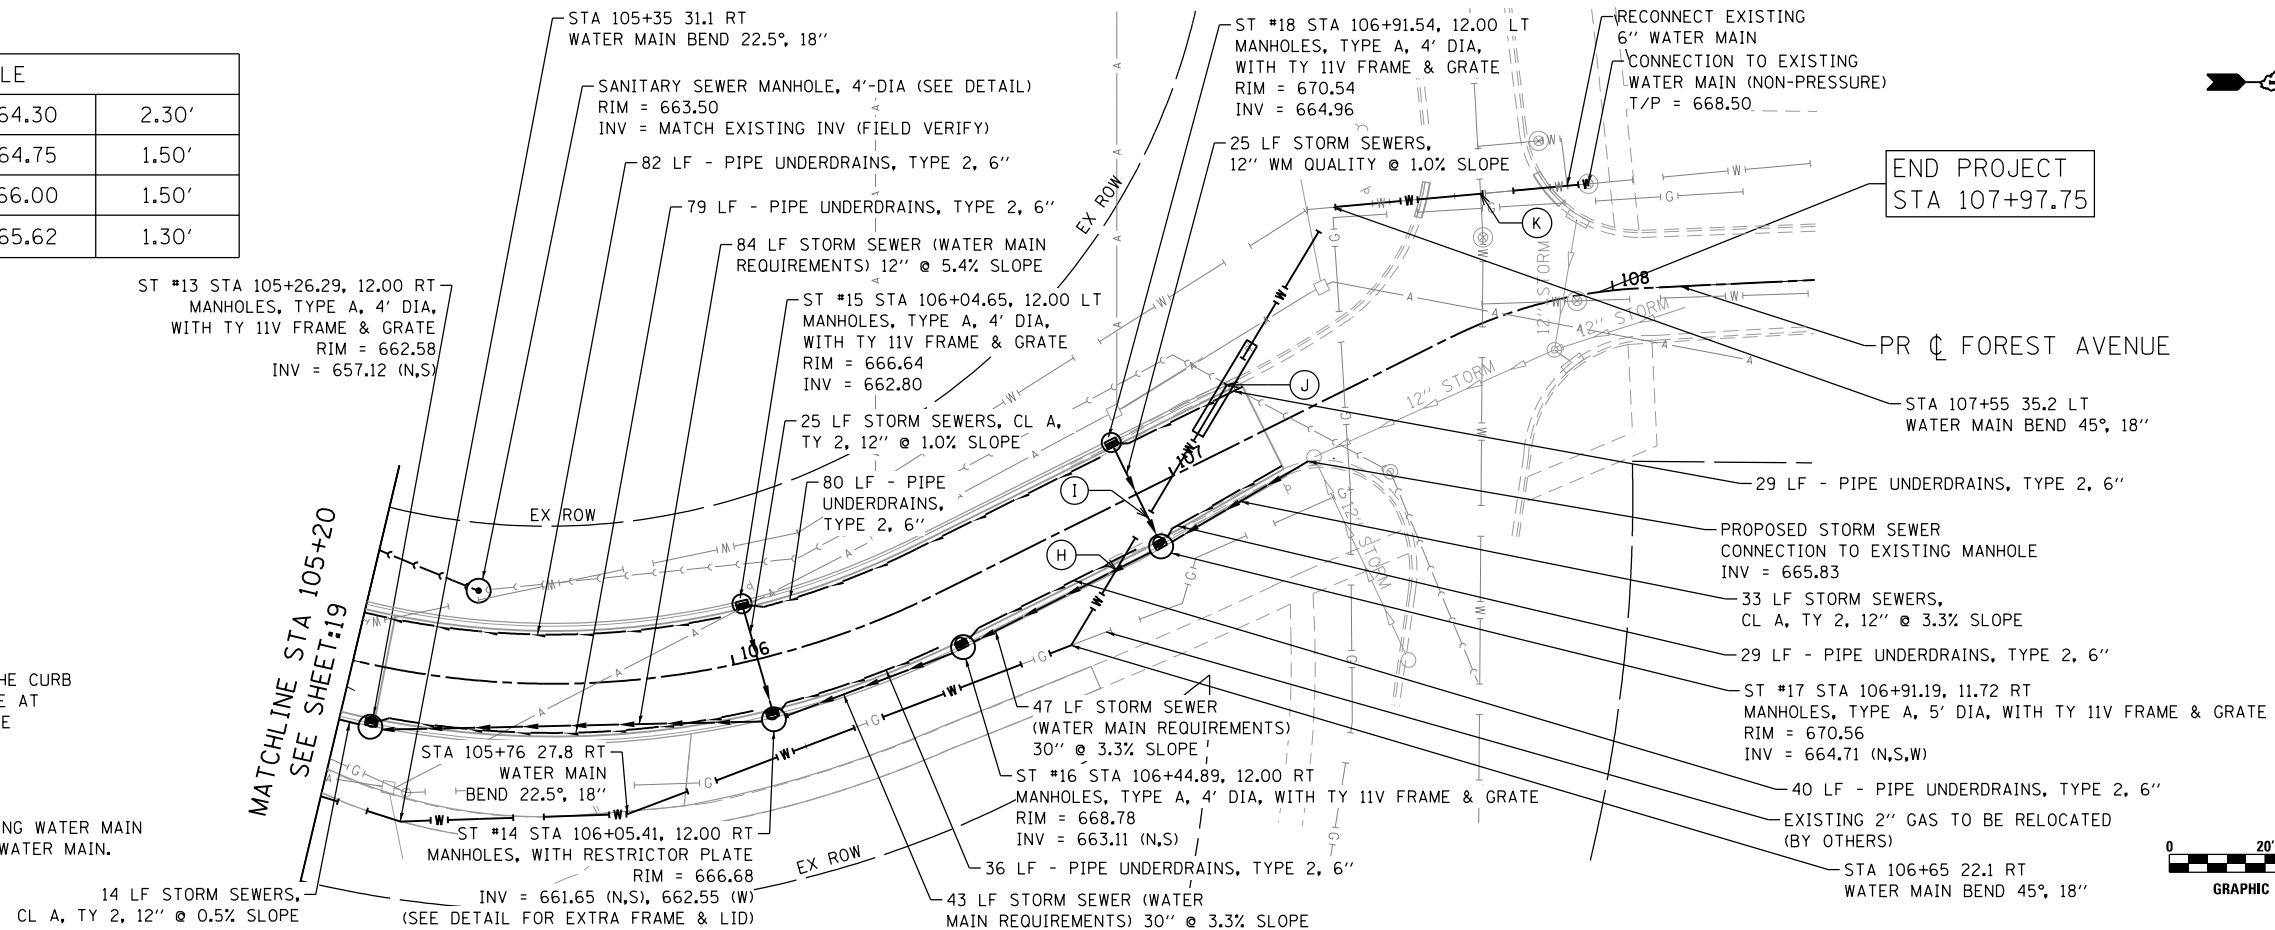 LE
64.30 2.30'
64.75 1.50'
66.00 1.50'
65.62 1.30'
STA 105+35 31.1 RT
WATER MAIN BEND 22.5°, 18"
SANITARY SEWER MANHOLE, 4'-DIA (SEE DETAIL)
RIM = 663.50
INV = MATCH EXISTING INV (FIELD VERIFY)
82 LF - PIPE UNDERDRAINS, TYPE 2, 6"
79 LF - PIPE UNDERDRAINS, TYPE 2, 6"
84 LF STORM SEWER (WATER MAIN
REQUIREMENTS) 12" @ 5.4% SLOPE
ST #13 STA 105+26.29, 12.00 RT
MANHOLES, TYPE A, 4' DIA,
WITH TY 11V FRAME & GRATE
RIM = 662.58
INV = 657.12 (N,S)
ST #15 STA 106+04.65, 12.00 LT
MANHOLES, TYPE A, 4' DIA,
WITH TY 11V FRAME & GRATE
RIM = 666.64
INV = 662.80
25 LF STORM SEWERS, CL A,
TY 2, 12" @ 1.0% SLOPE
80 LF - PIPE
UNDERDRAINS,
TYPE 2, 6"
ST #18 STA 106+91.54, 12.00 LT
MANHOLES, TYPE A, 4' DIA,
WITH TY 11V FRAME & GRATE
RIM = 670.54
INV = 664.96
25 LF STORM SEWERS,
12" WM QUALITY @ 1.0% SLOPE
RECONNECT EXISTING
6" WATER MAIN
CONNECTION TO EXISTING
WATER MAIN (NON-PRESSURE)
T/P = 668.50
END PROJECT
STA 107+97.75
EX ROW
EX ROW
EX ROW
K
J
I
H
106
107
108
12" STORM
12" STORM
12" STORM
12" STORM
PR ℄ FOREST AVENUE
STA 107+55 35.2 LT
WATER MAIN BEND 45°, 18"
29 LF - PIPE UNDERDRAINS, TYPE 2, 6"
PROPOSED STORM SEWER
CONNECTION TO EXISTING MANHOLE
INV = 665.83
33 LF STORM SEWERS,
CL A, TY 2, 12" @ 3.3% SLOPE
29 LF - PIPE UNDERDRAINS, TYPE 2, 6"
ST #17 STA 106+91.19, 11.72 RT
MANHOLES, TYPE A, 5' DIA, WITH TY 11V FRAME & GRATE
RIM = 670.56
INV = 664.71 (N,S,W)
40 LF - PIPE UNDERDRAINS, TYPE 2, 6"
EXISTING 2" GAS TO BE RELOCATED
(BY OTHERS)
STA 106+65 22.1 RT
WATER MAIN BEND 45°, 18"
MATCHLINE STA 105+20
SEE SHEET:19
HE CURB
E AT
E
NG WATER MAIN
WATER MAIN.
14 LF STORM SEWERS,
CL A, TY 2, 12" @ 0.5% SLOPE
STA 105+76 27.8 RT
WATER MAIN
BEND 22.5°, 18"
ST #14 STA 106+05.41, 12.00 RT
MANHOLES, WITH RESTRICTOR PLATE
RIM = 666.68
INV = 661.65 (N,S), 662.55 (W)
(SEE DETAIL FOR EXTRA FRAME & LID)
47 LF STORM SEWER
(WATER MAIN REQUIREMENTS)
30" @ 3.3% SLOPE
ST #16 STA 106+44.89, 12.00 RT
MANHOLES, TYPE A, 4' DIA, WITH TY 11V FRAME & GRATE
RIM = 668.78
INV = 663.11 (N,S)
36 LF - PIPE UNDERDRAINS, TYPE 2, 6"
43 LF STORM SEWER (WATER
MAIN REQUIREMENTS) 30" @ 3.3% SLOPE
0 20'
GRAPHIC